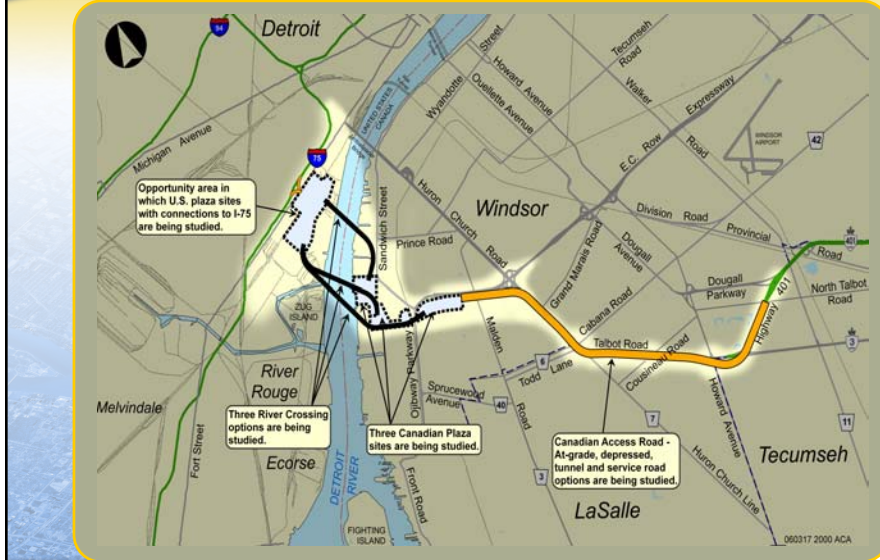 94
Detroit
UNITED STATES
CANADA
Wyandotte
Street
Howard Avenue
Ouellette Avenue
Tecumseh
Road
Walker
Road
Expressway
E.C. Row
WINDSOR
AIRPORT
42
Michigan Avenue
75
Opportunity area in
which U.S. plaza sites
with connections to I-75
are being studied.
Huron
Church
Road
Sandwich Street
Windsor
Prince Road
Division Road
Provincial
Road
401
Grand Marais Road
Dougall
Avenue
Dougall
Parkway
North Talbot
Road
Highway 401
ZUG
ISLAND
Cabana Road
Talbot Road
Malden
Road
3
6
Todd Lane
Cousineau Road
Howard Avenue
River
Rouge
Ojibway Parkway
Sprucewood
Avenue
40
Melvindale
Fort Street
Three River Crossing
options are being
studied.
Three Canadian Plaza
sites are being studied.
7
11
Canadian Access Road -
At-grade, depressed,
tunnel and service road
options are being studied.
Tecumseh
Ecorse
DETROIT
RIVER
Front Road
3
Huron Church Line
LaSalle
FIGHTING
ISLAND
060317 2000 ACA